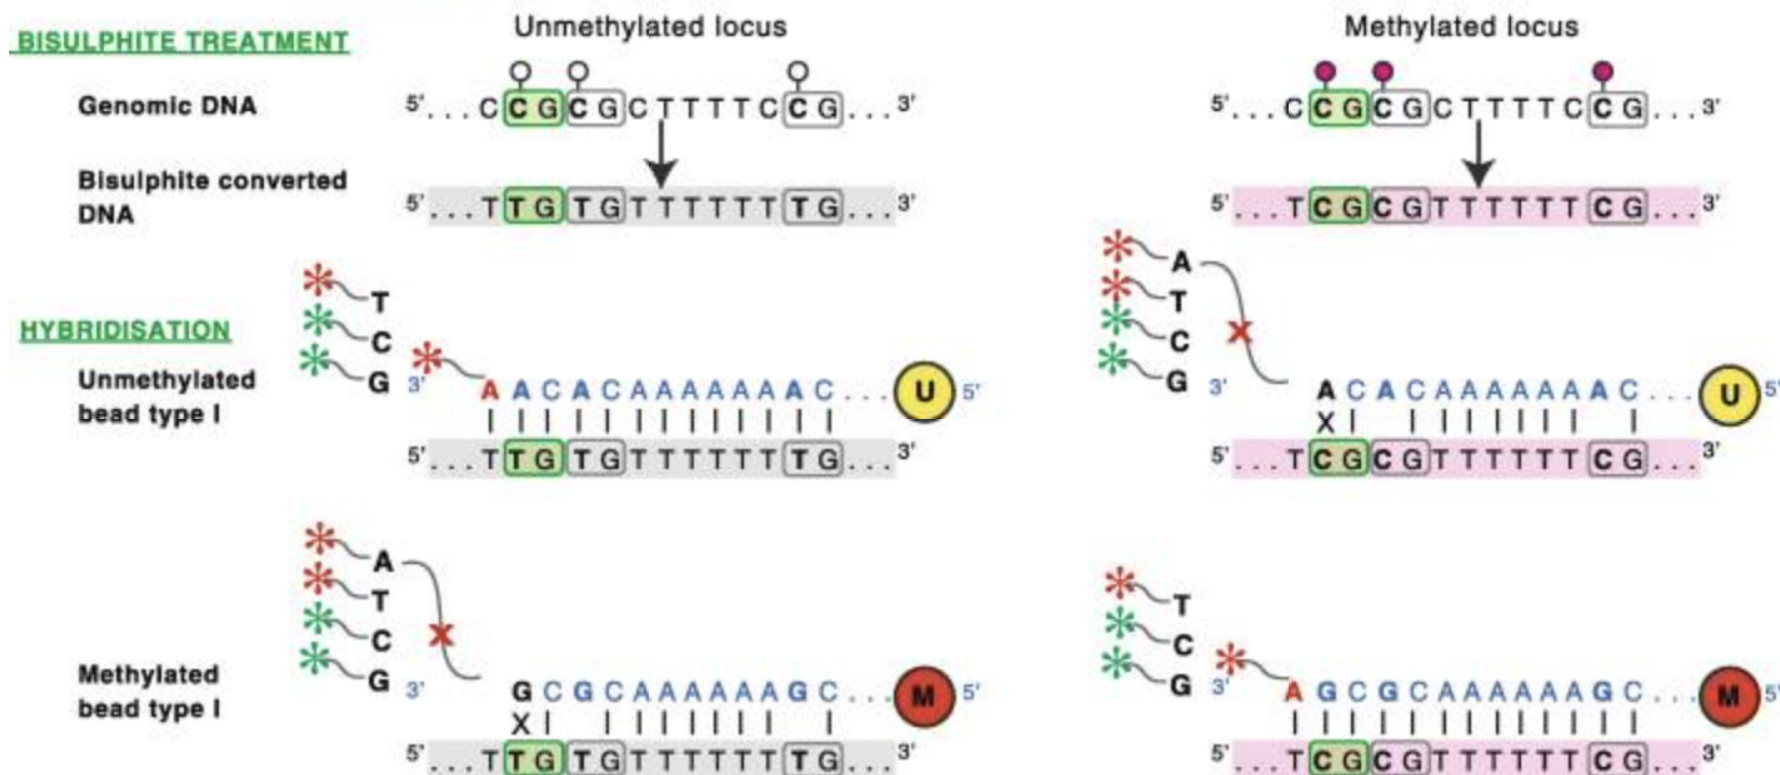 Unmethylated locus
Methylated locus
BISULPHITE TREATMENT
Genomic DNA
5' ...CCGCGCTTTTCCG... 3'
5' ...CCGCGCTTTTCCG... 3'
Bisulphite converted
DNA
5' ...TTGTGTTTTTTTG... 3'
5' ...TCGCGTTTTTTCG... 3'
HYBRIDISATION
Unmethylated
bead type I
T
C
G
3' AACACAAAAAAAC... U 5'
5' ...TTGTGTTTTTTTG... 3'
A
T
C
G
X
3' ACACAAAAAAAC... U 5'
X
5' ...TCGCGTTTTTTCG... 3'
Methylated
bead type I
A
T
C
G
X
3' GCGCAAAAAAGC... M 5'
X
5' ...TTGTGTTTTTTTG... 3'
T
C
G
3' AGCGCAAAAAAGC... M 5'
5' ...TCGCGTTTTTTCG... 3'